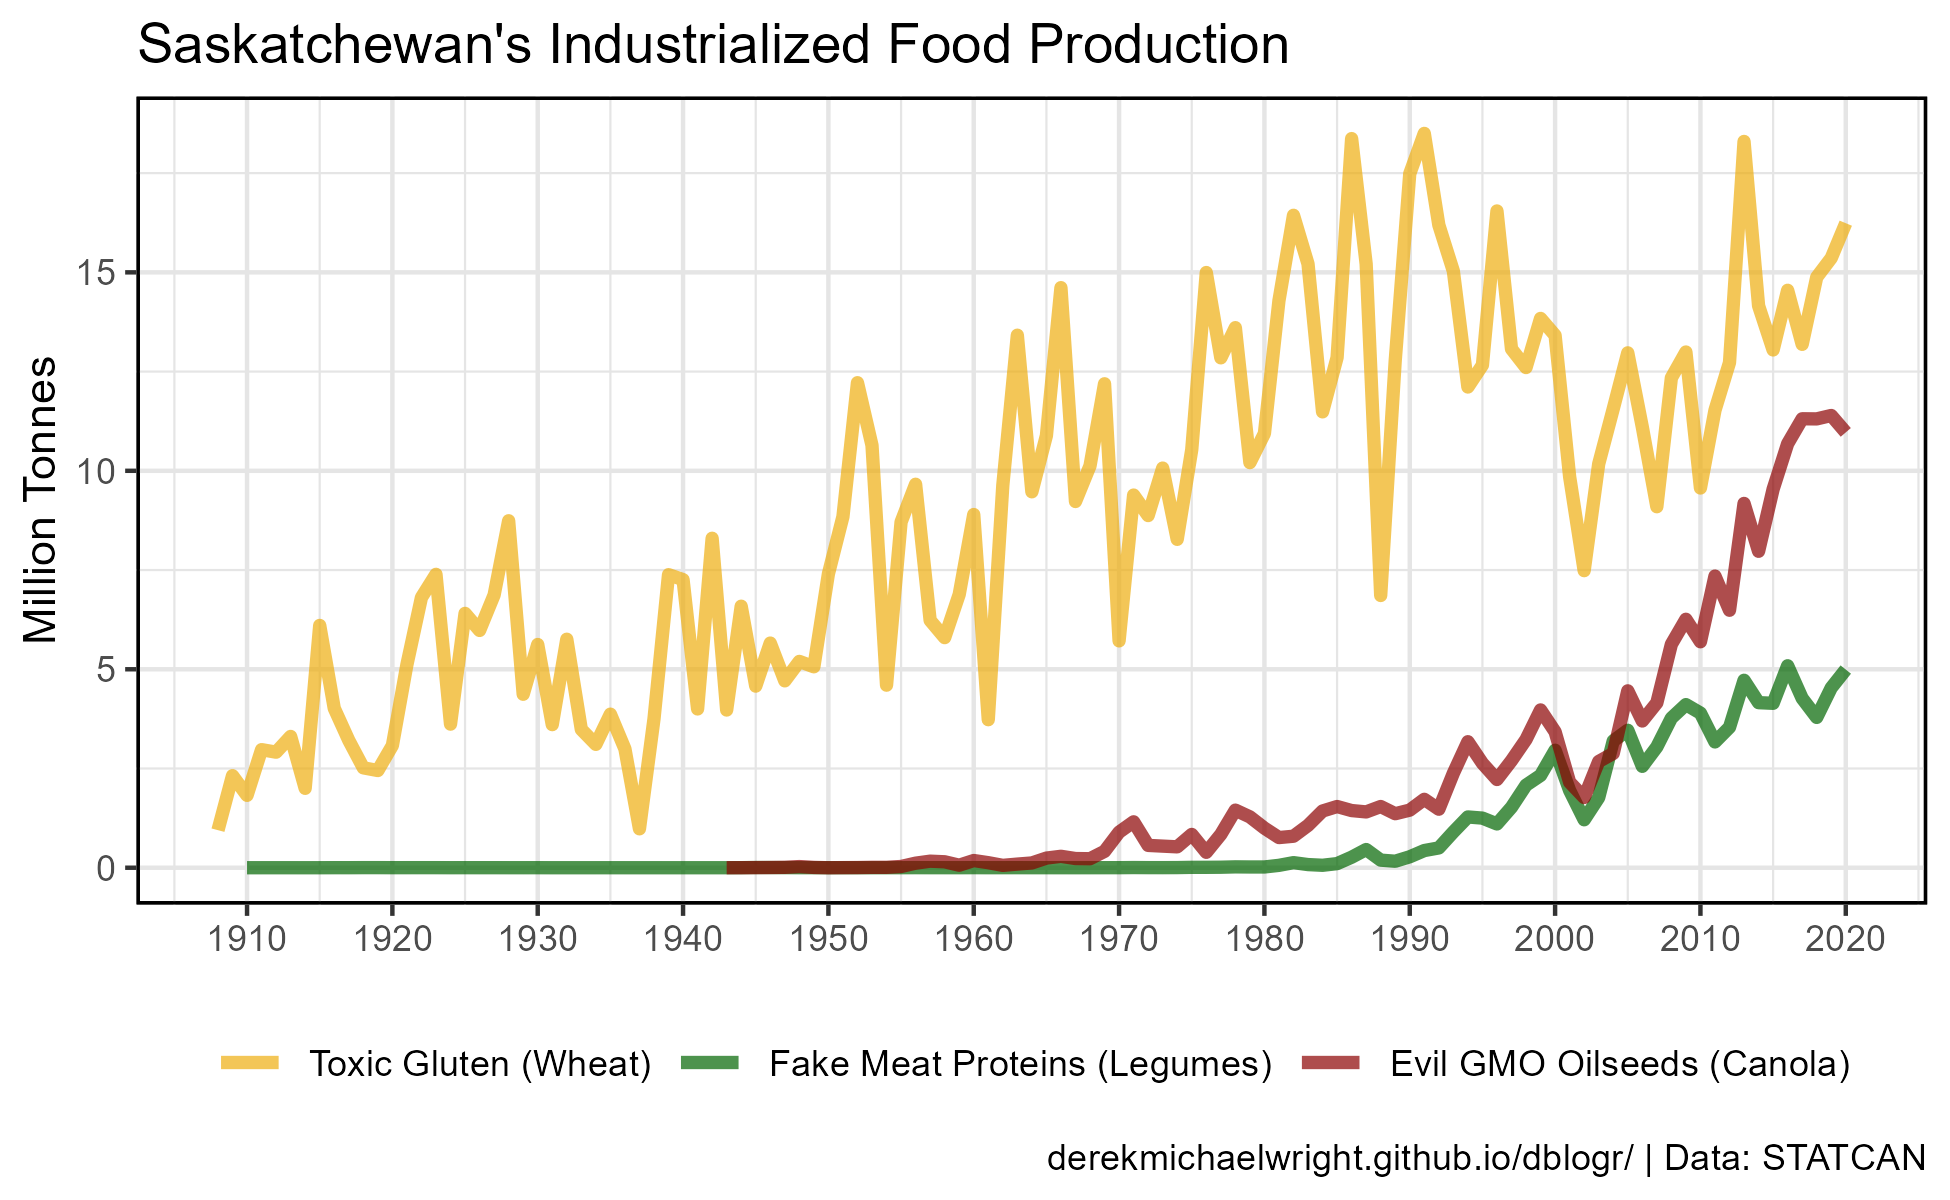 Saskatchewan's Industrialized Food Production
Million Tonnes
15
10
5
0
1910 1920 1930 1940 1950 1960 1970 1980 1990 2000 2010 2020
Toxic Gluten (Wheat) Fake Meat Proteins (Legumes) Evil GMO Oilseeds (Canola)
derekmichaelwright.github.io/dblogr/ | Data: STATCAN